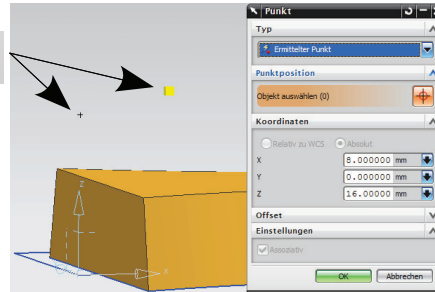 Punkt
Typ
Ermittelter Punkt
Punktposition
Objekt auswählen (0)
Koordinaten
Relativ zu WCS Absolut
X 8.000000 mm
Y 0.000000 mm
Z 16.00000 mm
Offset
Einstellungen
Assoziativ
OK Abbrechen
Z
X